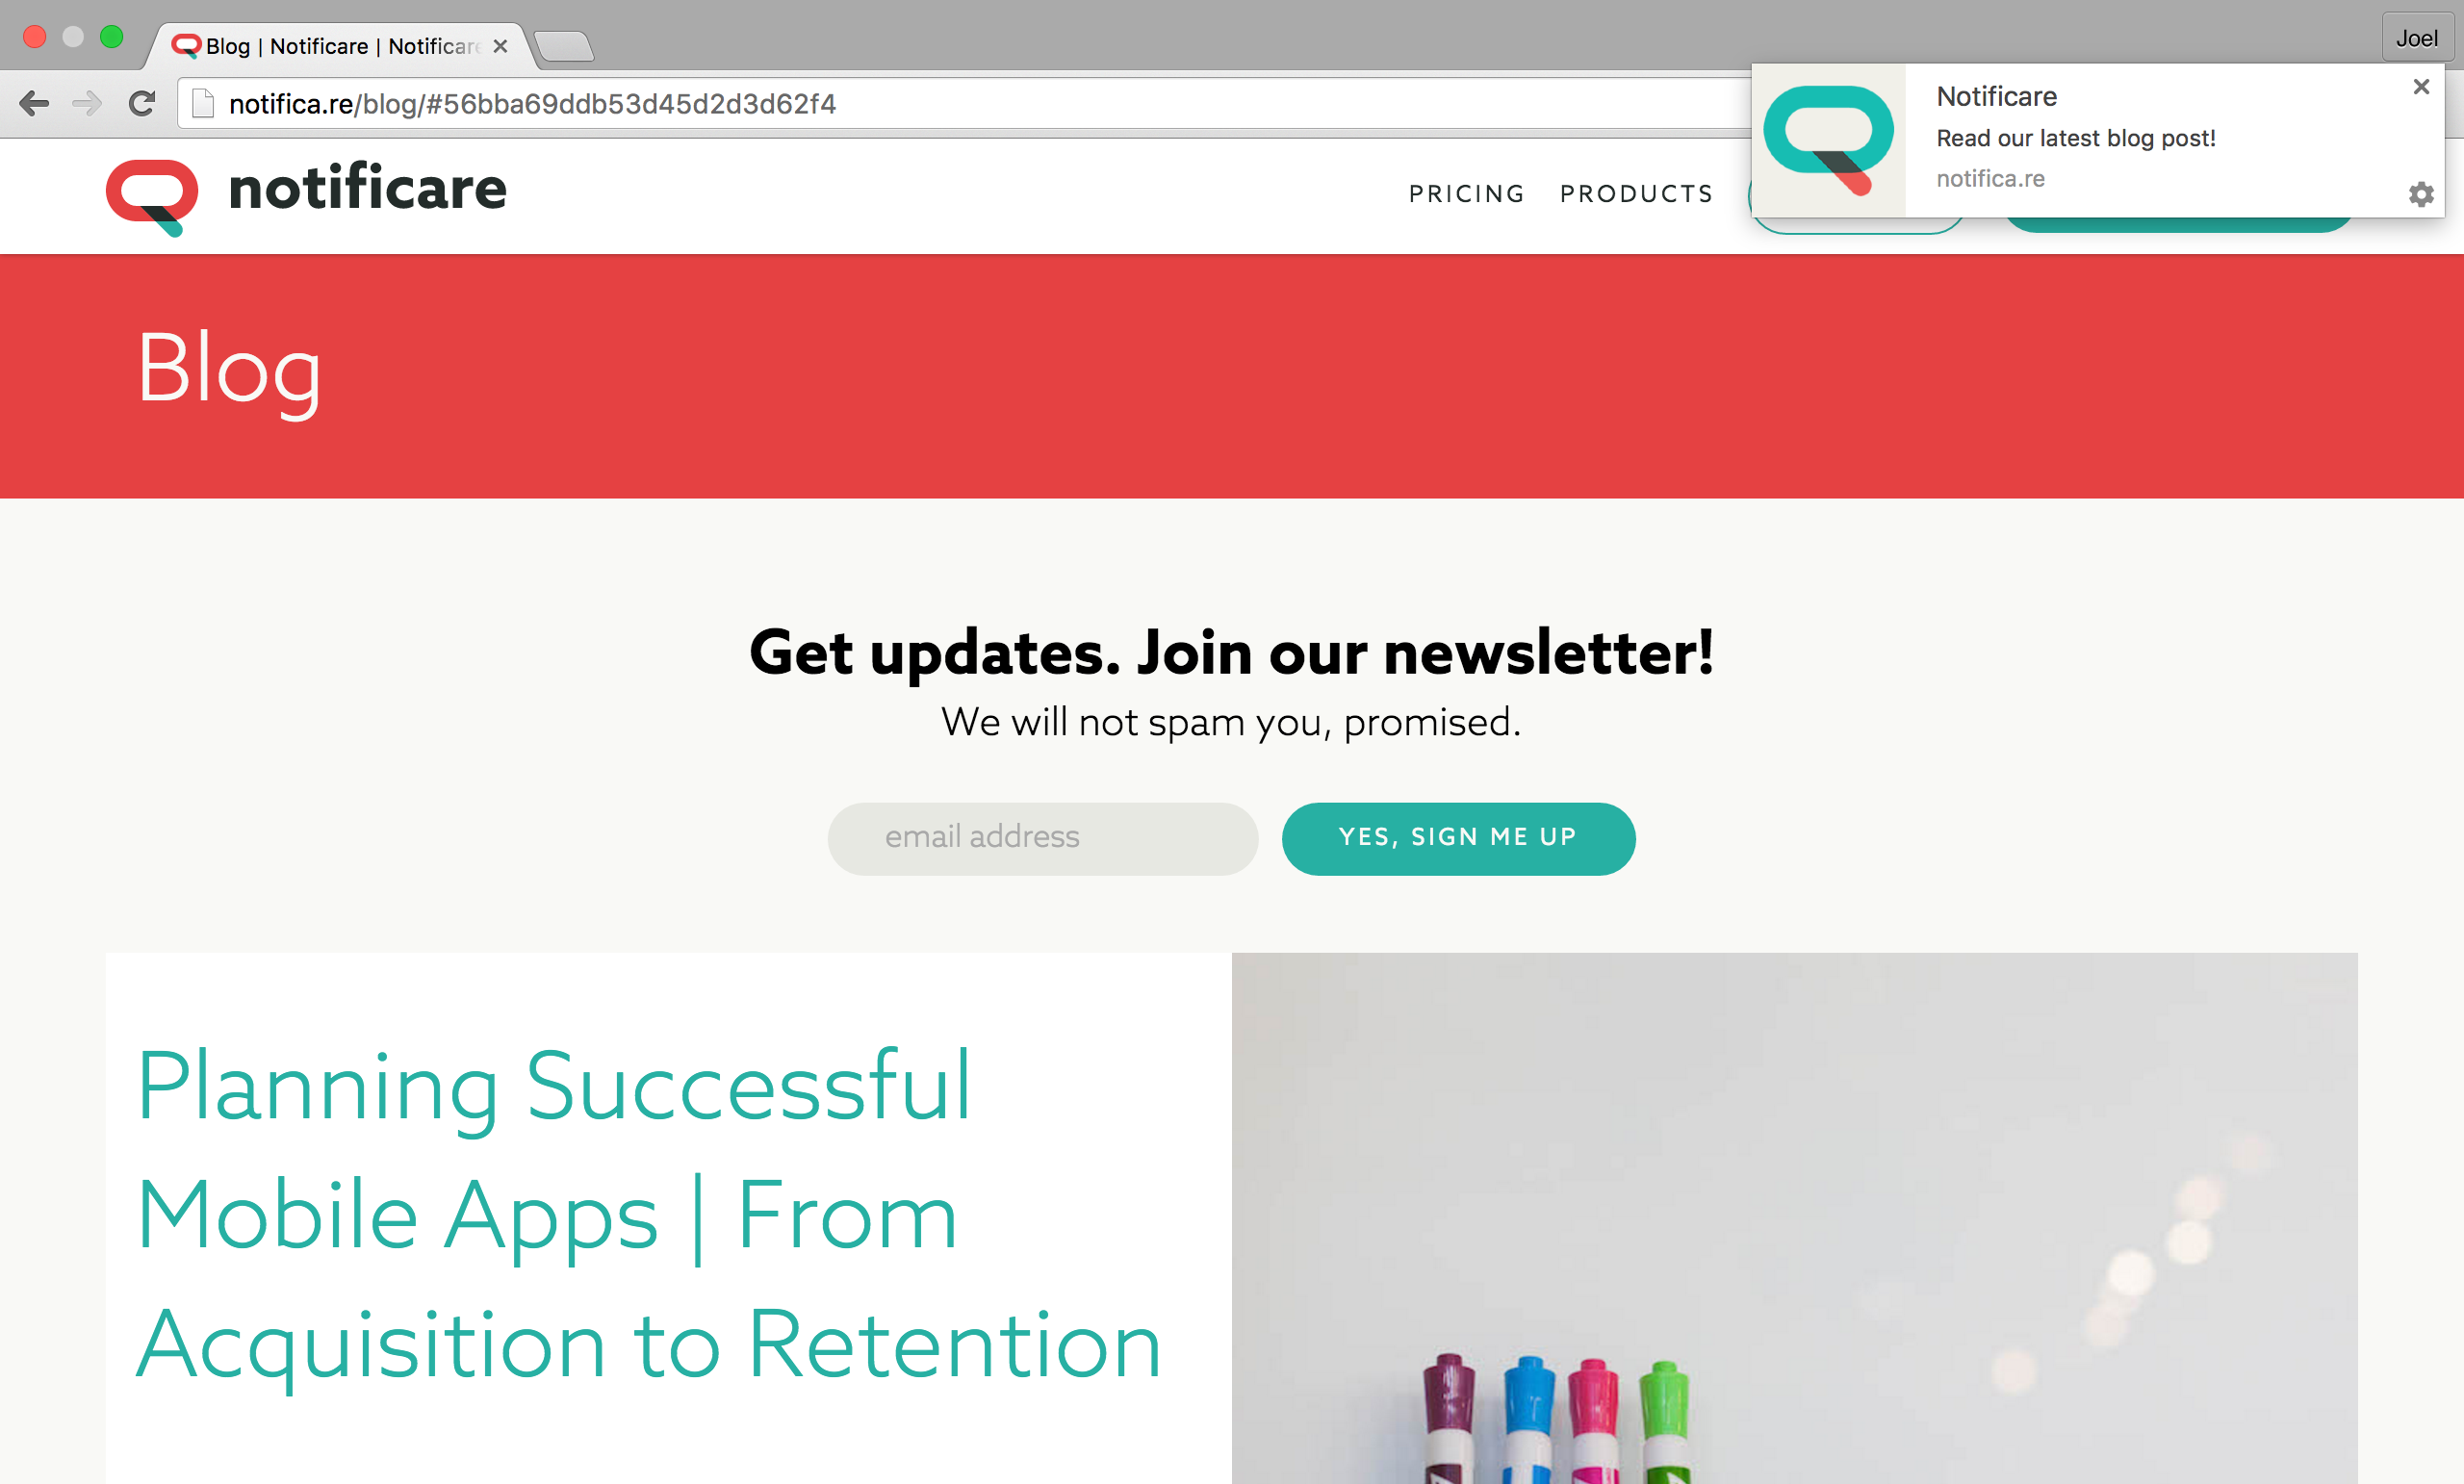 Blog | Notificare | Notificare
Joel
notifica.re/blog/#56bba69ddb53d45d2d3d62f4
Notificare
Read our latest blog post!
notifica.re
notificare
PRICING PRODUCTS
Blog
Get updates. Join our newsletter!
We will not spam you, promised.
email address YES, SIGN ME UP
Planning Successful
Mobile Apps | From
Acquisition to Retention